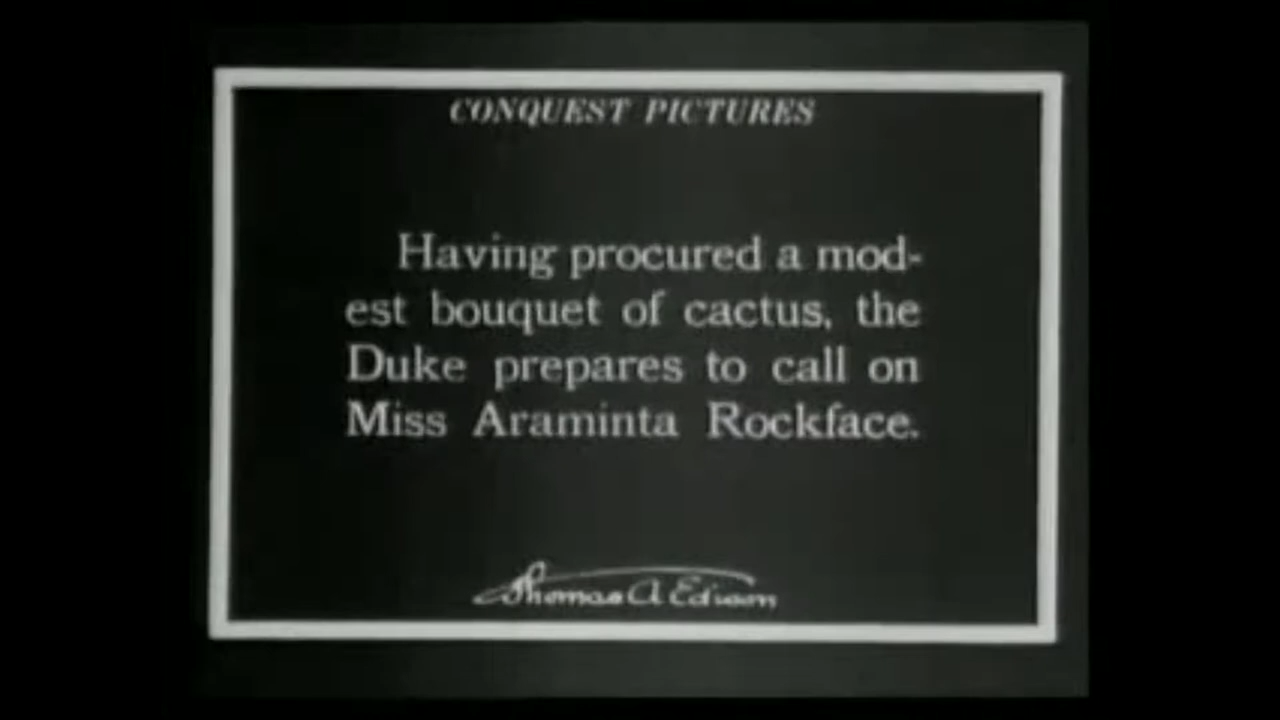 CONQUEST PICTURES
Having procured a mod-
est bouquet of cactus, the
Duke prepares to call on
Miss Araminta Rockface.
Thomas A Edison